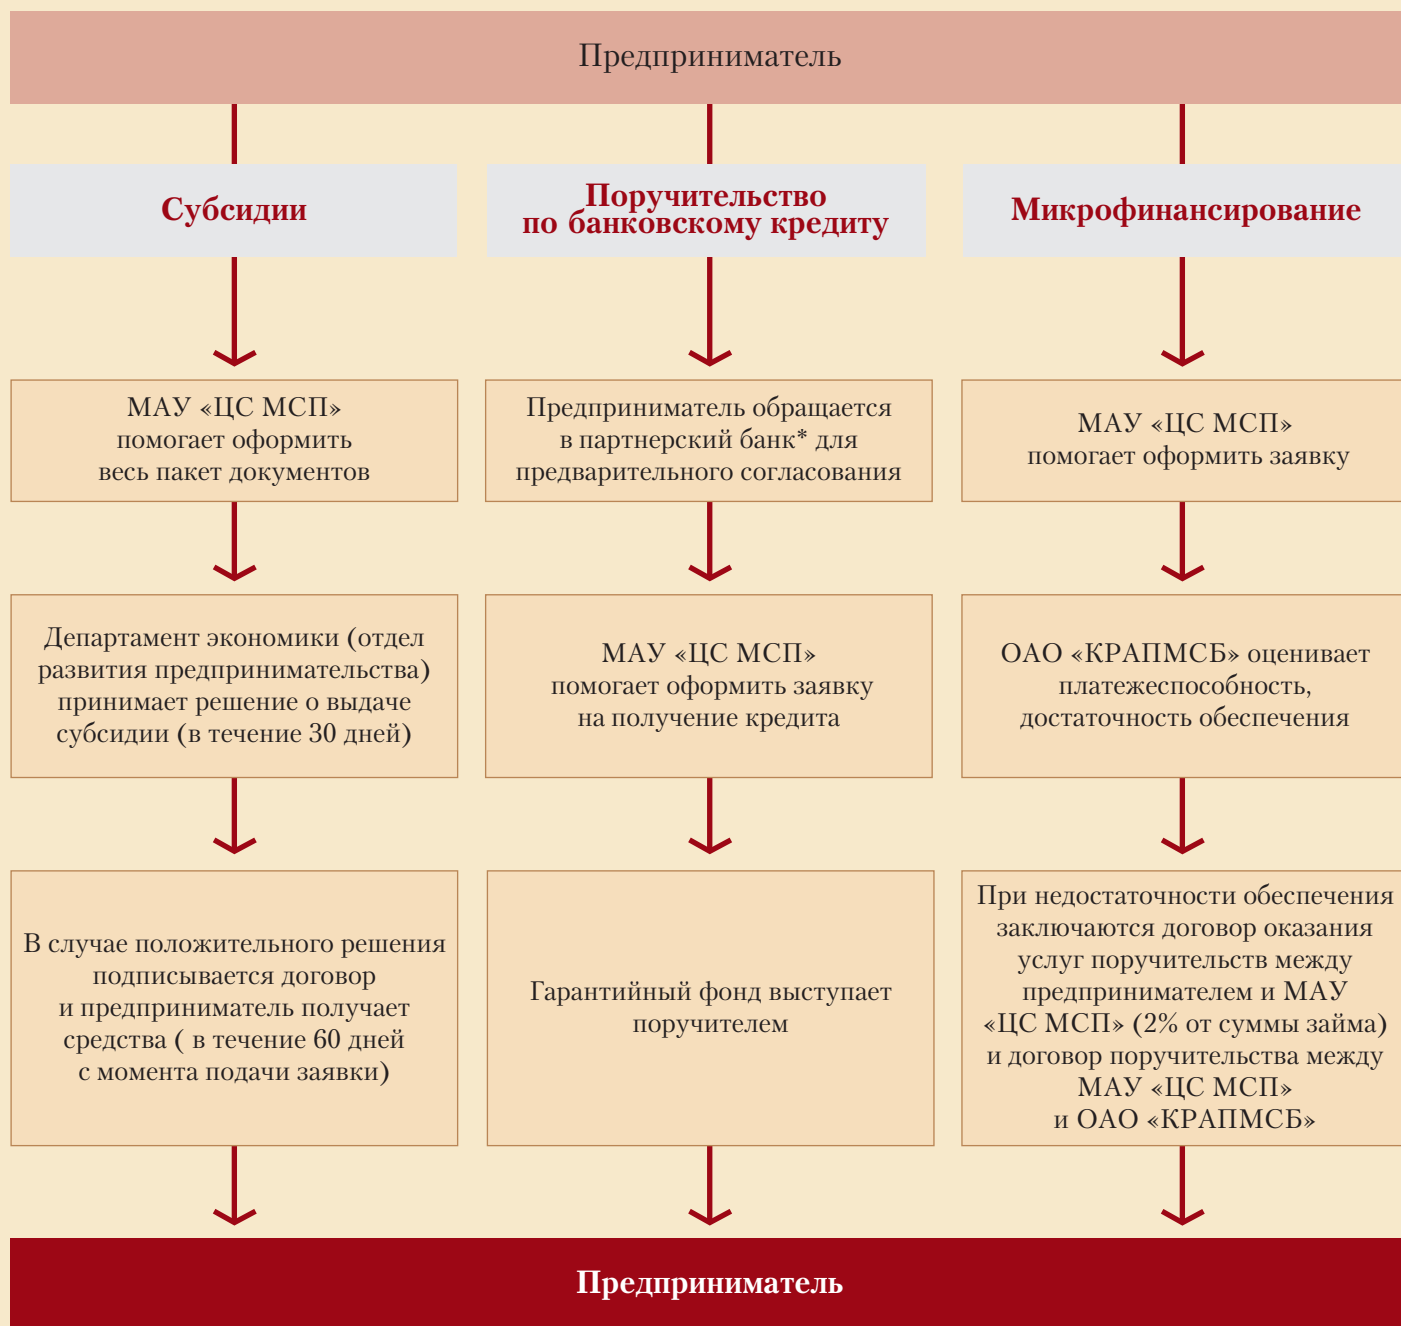 Предприниматель
Субсидии
Поручительство
по банковскому кредиту
Микрофинансирование
МАУ «ЦС МСП»
помогает оформить
весь пакет документов
Предприниматель обращается
в партнерский банк* для
предварительного согласования
МАУ «ЦС МСП»
помогает оформить заявку
Департамент экономики (отдел
развития предпринимательства)
принимает решение о выдаче
субсидии (в течение 30 дней)
МАУ «ЦС МСП»
помогает оформить заявку
на получение кредита
ОАО «КРАПМСБ» оценивает
платежеспособность,
достаточность обеспечения
В случае положительного решения
подписывается договор
и предприниматель получает
средства ( в течение 60 дней
с момента подачи заявки)
Гарантийный фонд выступает
поручителем
При недостаточности обеспечения
заключаются договор оказания
услуг поручительств между
предпринимателем и МАУ
«ЦС МСП» (2% от суммы займа)
и договор поручительства между
МАУ «ЦС МСП»
и ОАО «КРАПМСБ»
Предприниматель